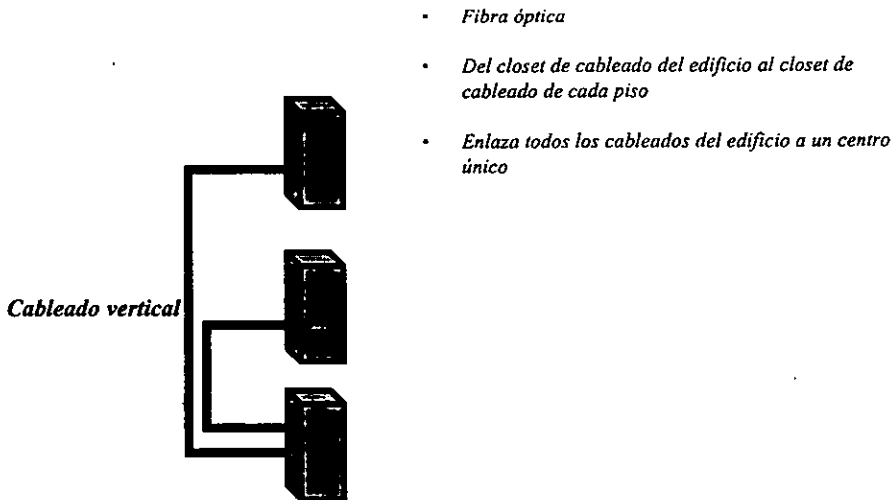 - Fibra óptica
- Del closet de cableado del edificio al closet de
cableado de cada piso
- Enlaza todos los cableados del edificio a un centro
único
Cableado vertical